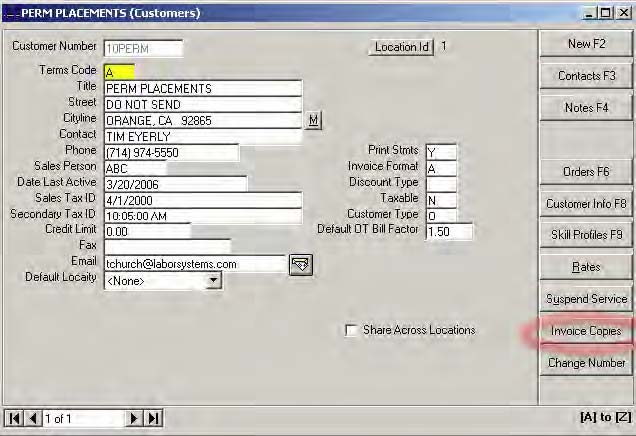 PERM PLACEMENTS (Customers)
Customer Number 10PERM Location Id 1
Terms Code A
Title PERM PLACEMENTS
Street DO NOT SEND
Cityline ORANGE, CA 92865 M
Contact TIM EYERLY
Phone (714) 974-5550 Print Stmts Y
Sales Person ABC Invoice Format A
Date Last Active 3/20/2006 Discount Type
Sales Tax ID 4/1/2000 Taxable N
Secondary Tax ID 10:05:00 AM Customer Type O
Credit Limit 0.00 Default OT Bill Factor 1.50
Fax
Email tchurch@laborsystems.com
Default Locaity <None>
Share Across Locations
New F2
Contacts F3
Notes F4
Orders F6
Customer Info F8
Skill Profiles F9
Rates
Suspend Service
Invoice Copies
Change Number
1 of 1 [A] to [Z]